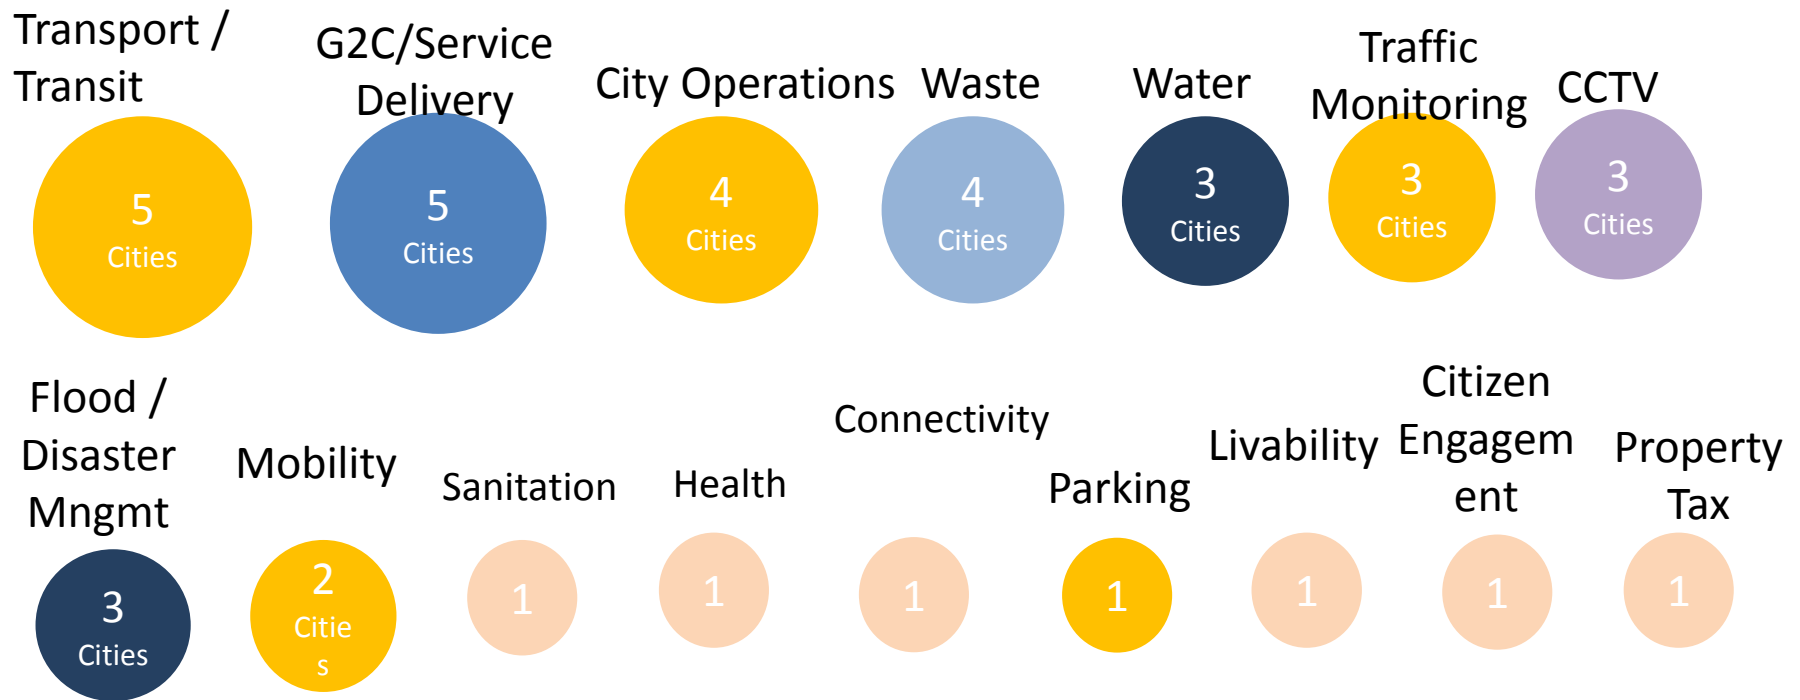 Transport /
Transit
5
Cities
G2C/Service
Delivery
5
Cities
City Operations
4
Cities
Waste
4
Cities
Water
3
Cities
Traffic
Monitoring
3
Cities
CCTV
3
Cities
Flood /
Disaster
Mngmt
3
Cities
Mobility
2
Citie
s
Sanitation
1
Health
1
Connectivity
1
Parking
1
Livability
1
Citizen
Engagem
ent
1
Property
Tax
1